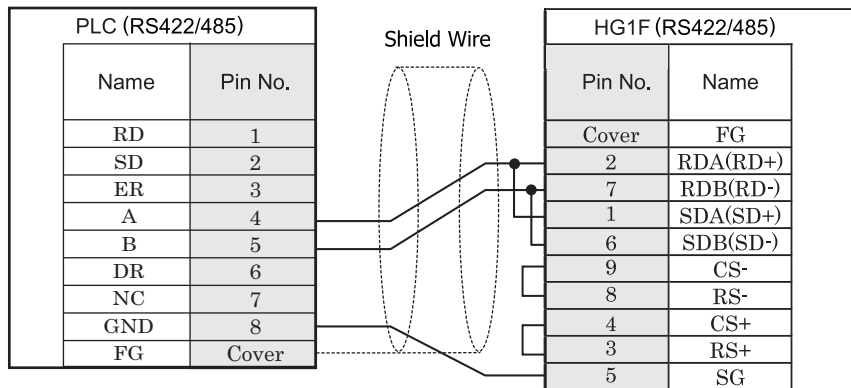 PLC (RS422/485)
Name Pin No.
RD 1
SD 2
ER 3
A 4
B 5
DR 6
NC 7
GND 8
FG Cover
Shield Wire
HG1F (RS422/485)
Pin No. Name
Cover FG
2 RDA(RD+)
7 RDB(RD-)
1 SDA(SD+)
6 SDB(SD-)
9 CS-
8 RS-
4 CS+
3 RS+
5 SG